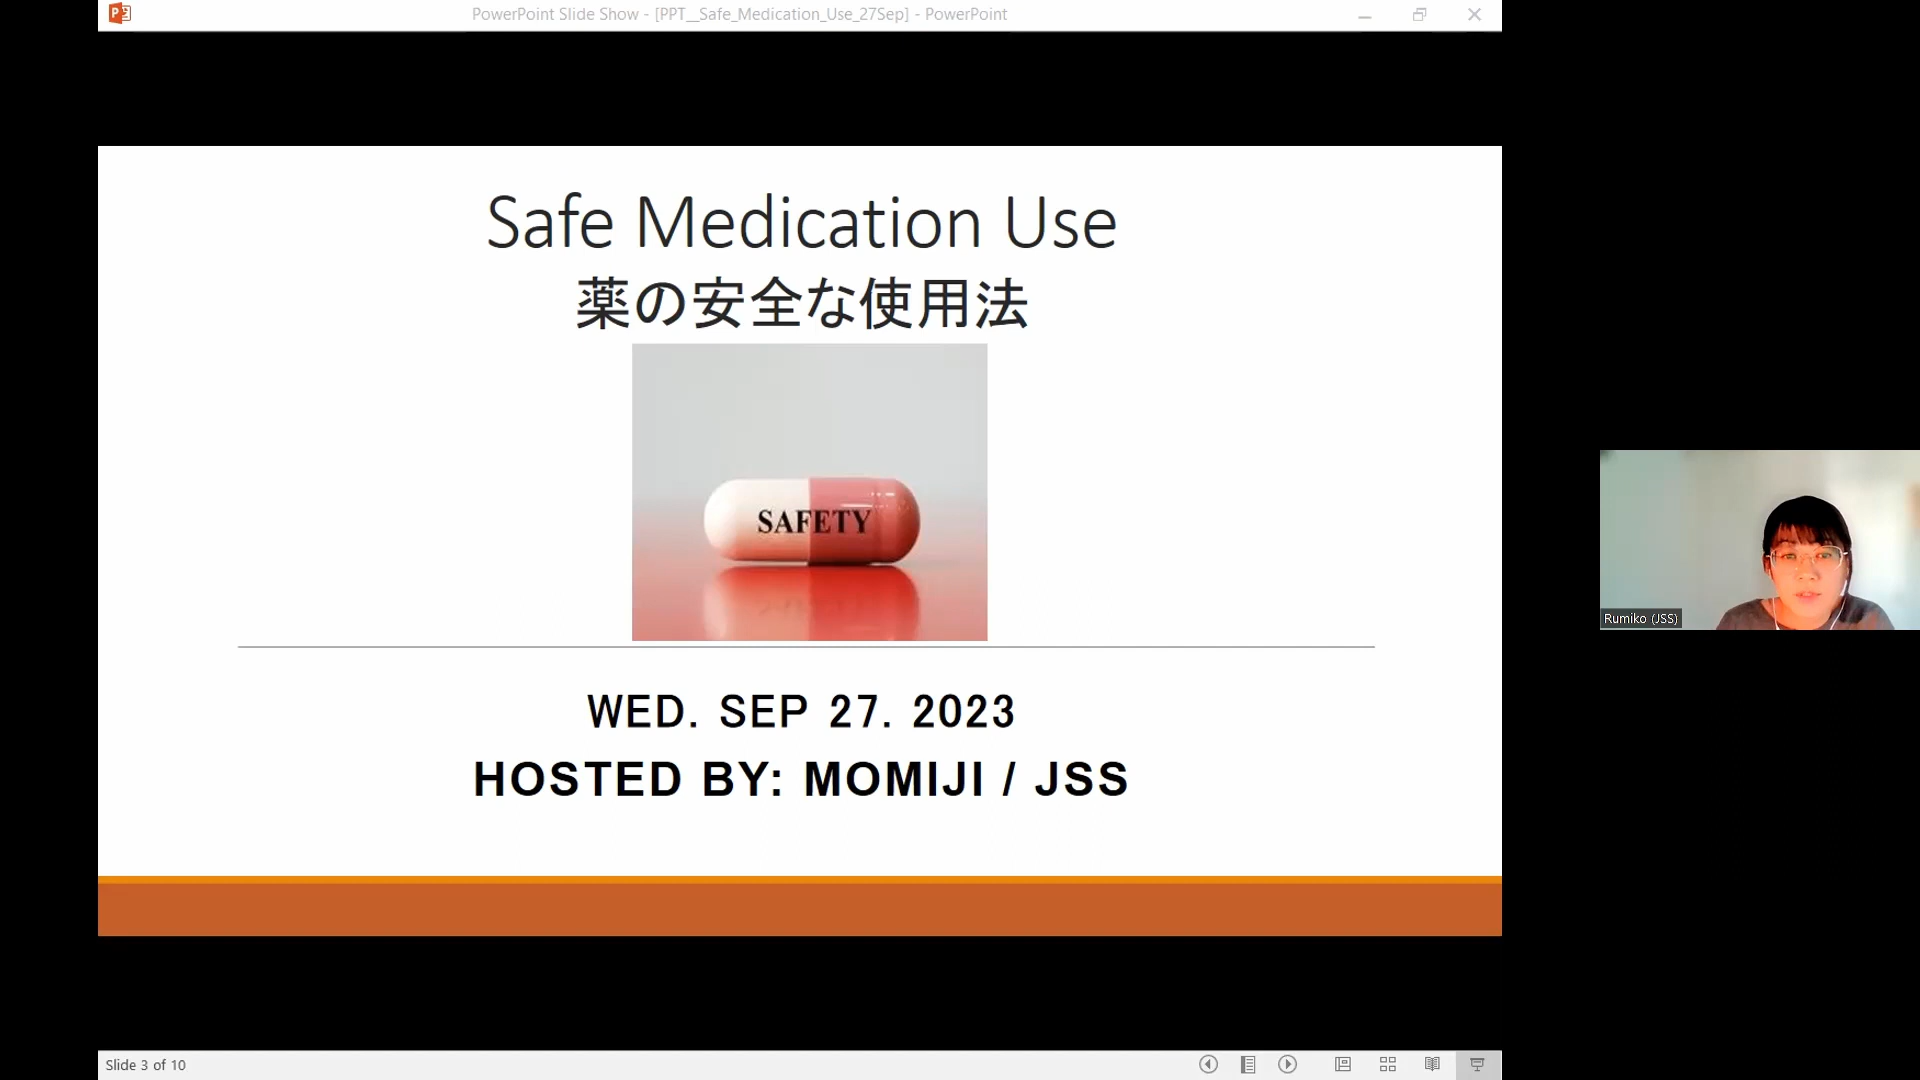 PowerPoint Slide Show - [PPT__Safe_Medication_Use_27Sep] - PowerPoint
Safe Medication Use
薬の安全な使用法
SAFETY
WED. SEP 27. 2023
HOSTED BY: MOMIJI / JSS
Rumiko (JSS)
Slide 3 of 10